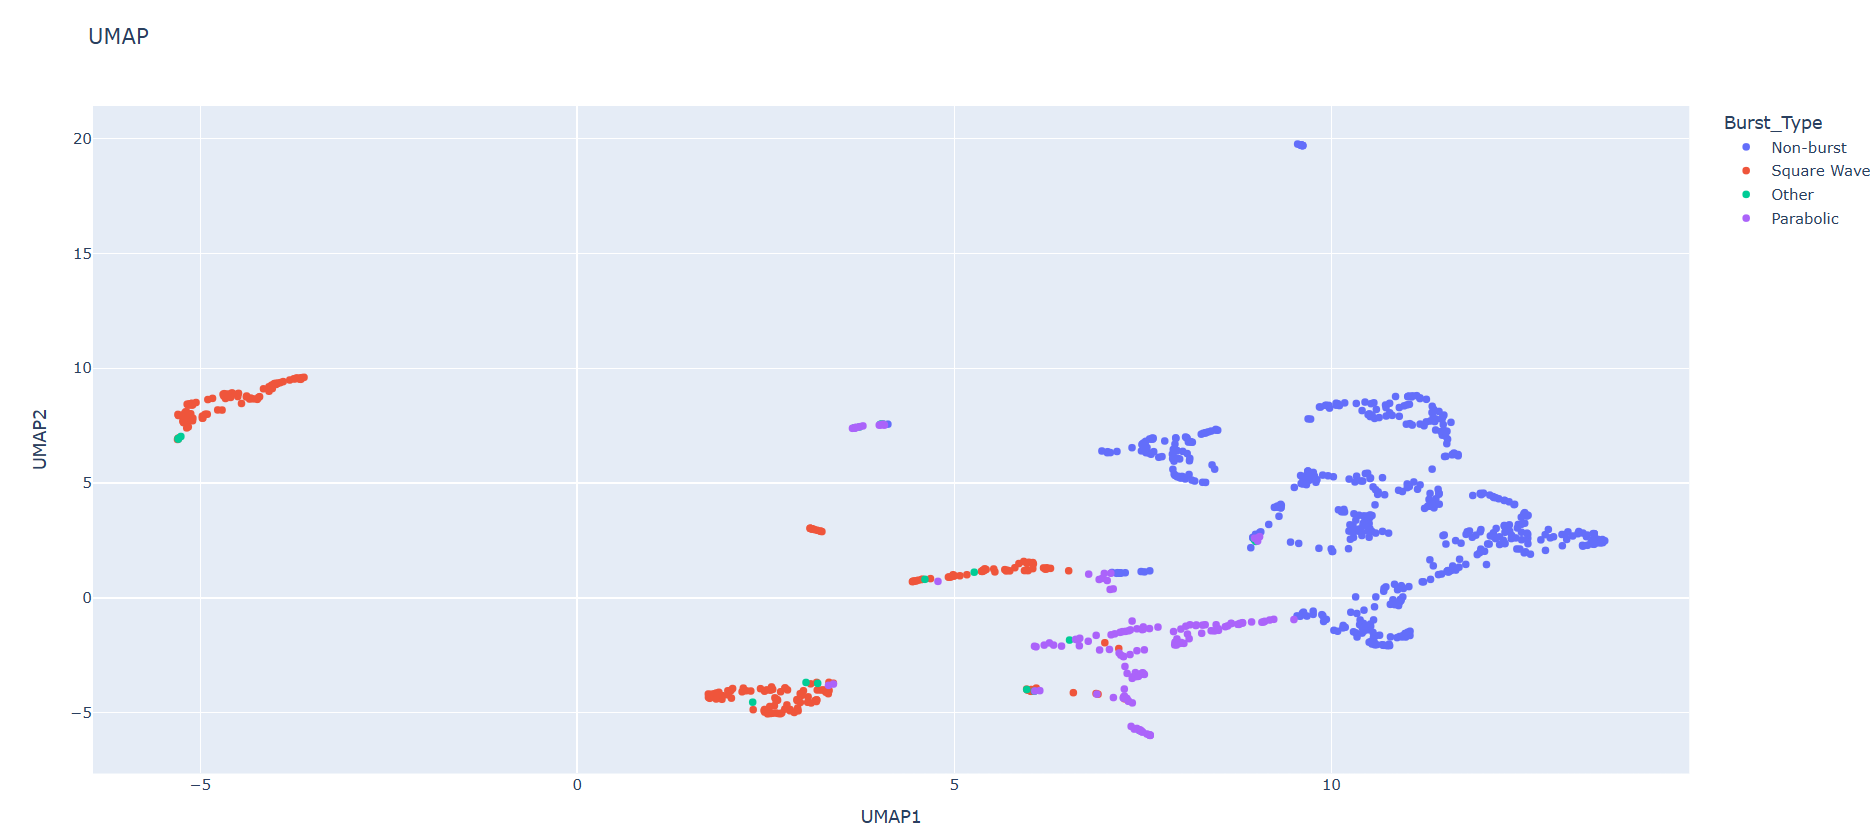 UMAP
Burst_Type
Non-burst
Square Wave
Other
Parabolic
20
15
10
5
0
−5
UMAP2
−5
0
5
10
UMAP1